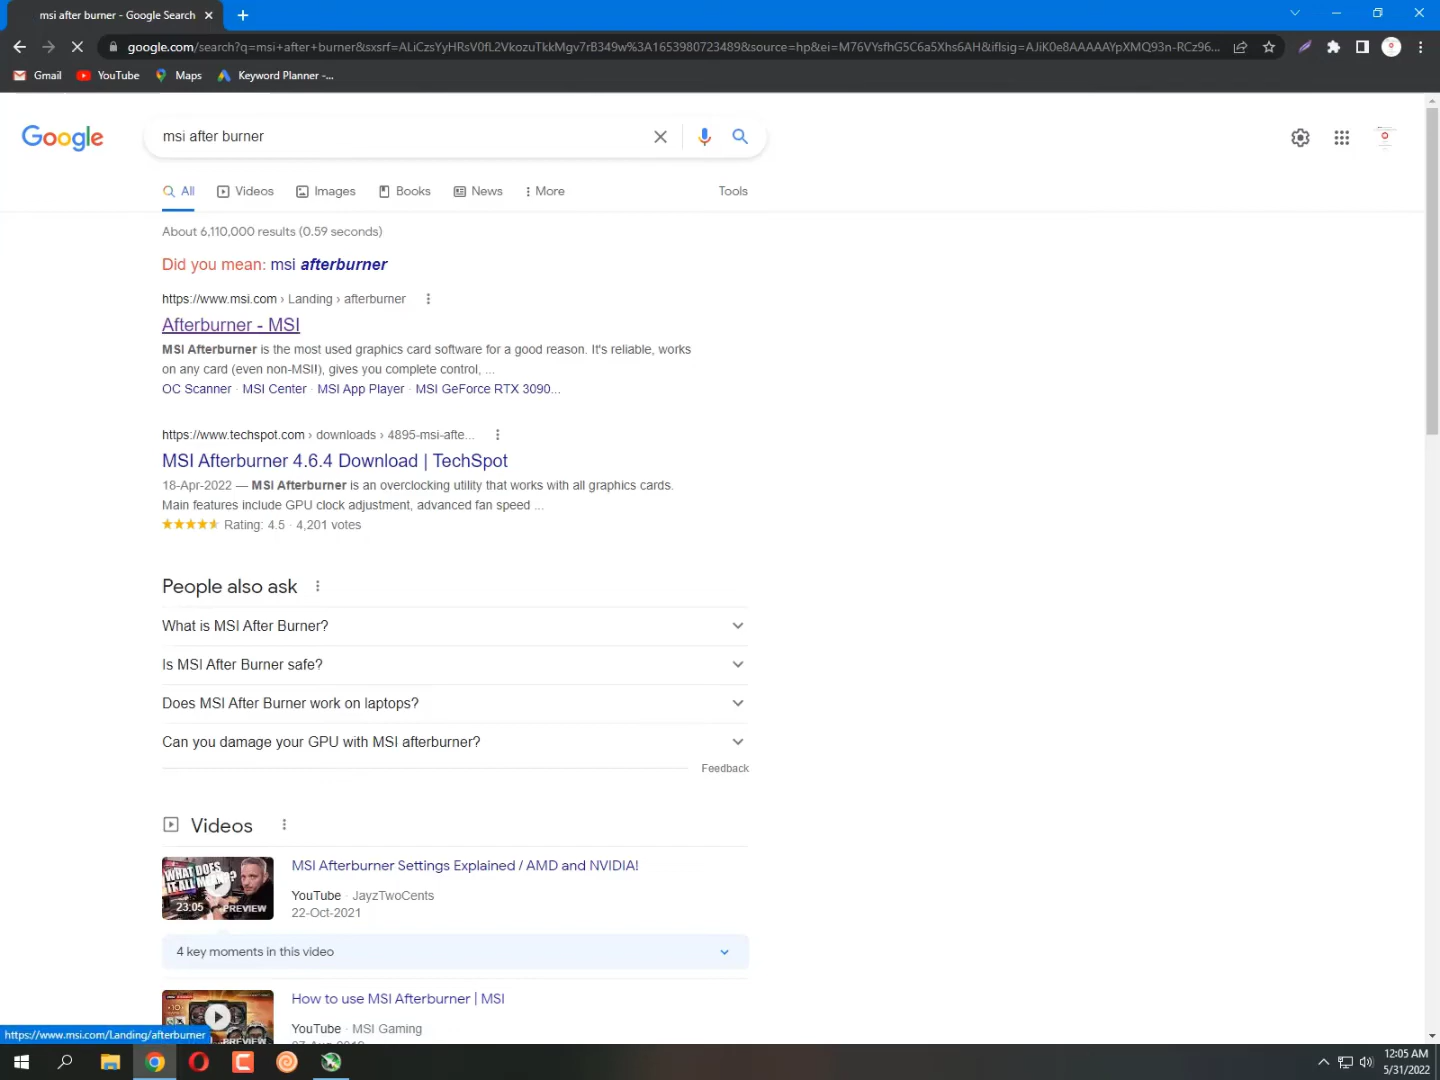 msi after burner - Google Search
google.com/search?q=msi+after+burner&sxsrf=ALiCzsYyHRsV0fL2VkozuTkkMgv7rB349w%3A1653980723489&source=hp&ei=M76VYsfhG5C6a5Xhs6AH&iflsig=AJiK0e8AAAAAYpXMQ93n-RCz96...
Gmail
YouTube
Maps
Keyword Planner -...
Google
msi after burner
All
Videos
Images
Books
News
More
Tools
About 6,110,000 results (0.59 seconds)
Did you mean: msi afterburner
https://www.msi.com › Landing › afterburner
Afterburner - MSI
MSI Afterburner is the most used graphics card software for a good reason. It's reliable, works
on any card (even non-MSI!), gives you complete control, ...
OC Scanner · MSI Center · MSI App Player · MSI GeForce RTX 3090...
https://www.techspot.com › downloads › 4895-msi-afte...
MSI Afterburner 4.6.4 Download | TechSpot
18-Apr-2022 — MSI Afterburner is an overclocking utility that works with all graphics cards.
Main features include GPU clock adjustment, advanced fan speed ...
Rating: 4.5 · 4,201 votes
People also ask
What is MSI After Burner?
Is MSI After Burner safe?
Does MSI After Burner work on laptops?
Can you damage your GPU with MSI afterburner?
Feedback
Videos
WHAT DOES
IT ALL MEAN?
23:05
PREVIEW
MSI Afterburner Settings Explained / AMD and NVIDIA!
YouTube · JayzTwoCents
22-Oct-2021
4 key moments in this video
PREVIEW
How to use MSI Afterburner | MSI
YouTube · MSI Gaming
https://www.msi.com/Landing/afterburner
12:05 AM
5/31/2022